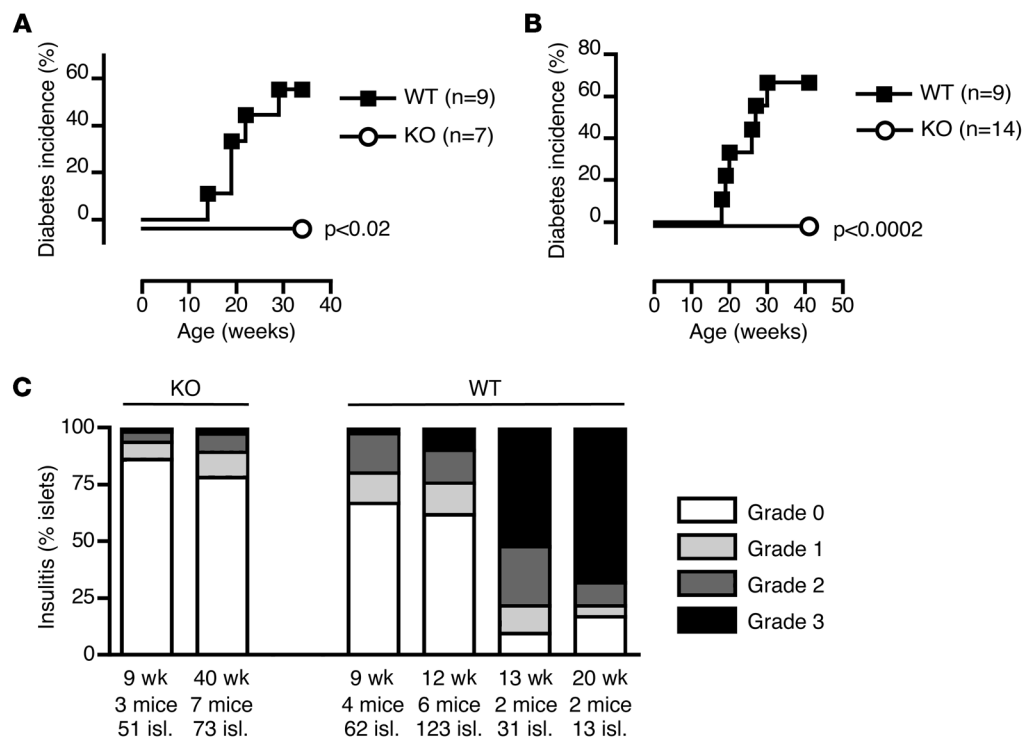 A
Diabetes incidence (%)
60
40
20
0
WT (n=9)
KO (n=7)
p<0.02
0 10 20 30 40
Age (weeks)
B
Diabetes incidence (%)
80
60
40
20
0
WT (n=9)
KO (n=14)
p<0.0002
0 10 20 30 40 50
Age (weeks)
C
KO WT
Insulitis (% islets)
100
75
50
25
0
Grade 0
Grade 1
Grade 2
Grade 3
9 wk 40 wk 9 wk 12 wk 13 wk 20 wk
3 mice 7 mice 4 mice 6 mice 2 mice 2 mice
51 isl. 73 isl. 62 isl. 123 isl. 31 isl. 13 isl.